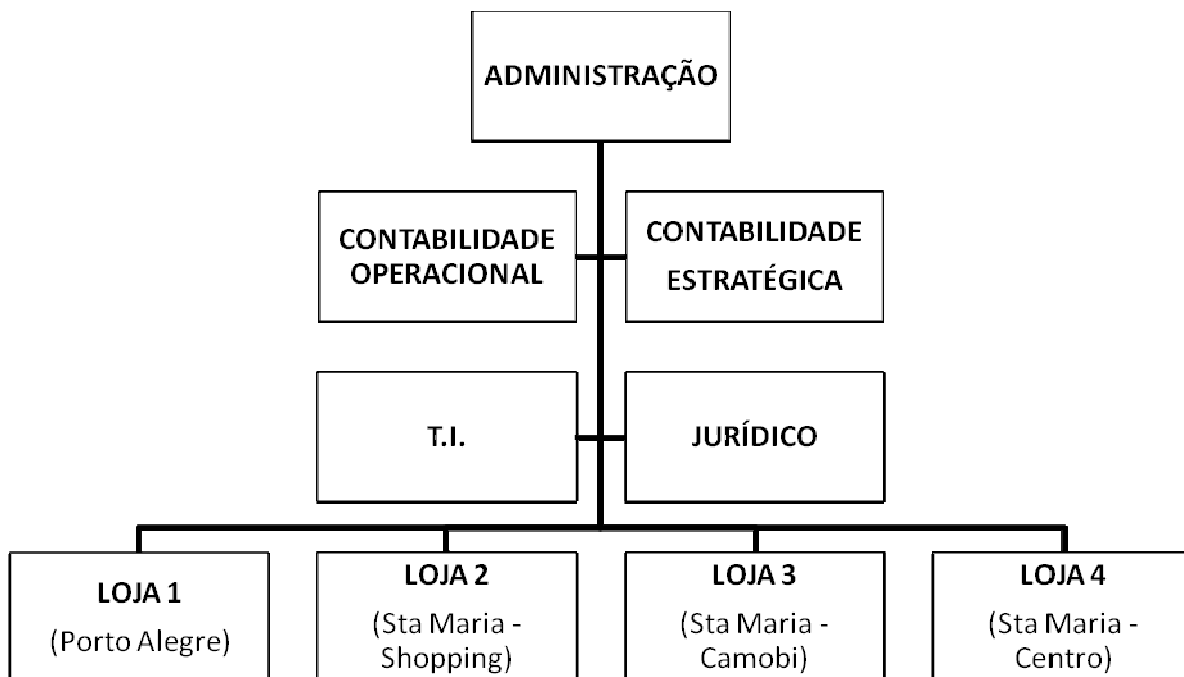 ADMINISTRAÇÃO
CONTABILIDADE
OPERACIONAL
CONTABILIDADE
ESTRATÉGICA
T.I.
JURÍDICO
LOJA 1
(Porto Alegre)
LOJA 2
(Sta Maria -
Shopping)
LOJA 3
(Sta Maria -
Camobi)
LOJA 4
(Sta Maria -
Centro)